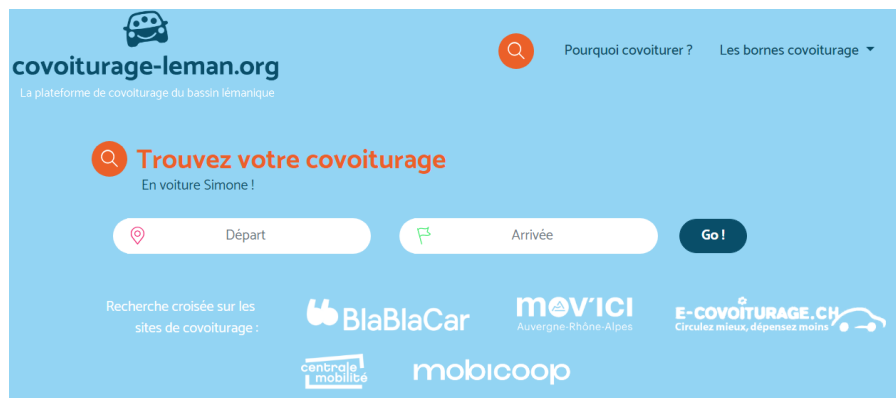 covoiturage-leman.org
La plateforme de covoiturage du bassin lémanique
Pourquoi covoiturer ?
Les bornes covoiturage
Trouvez votre covoiturage
En voiture Simone !
Départ
Arrivée
Go !
Recherche croisée sur les
sites de covoiturage :
BlaBlaCar
mov'ici
Auvergne-Rhône-Alpes
E-COVOITURAGE.CH
Circulez mieux, dépensez moins
centrale
mobilité
mobicoop